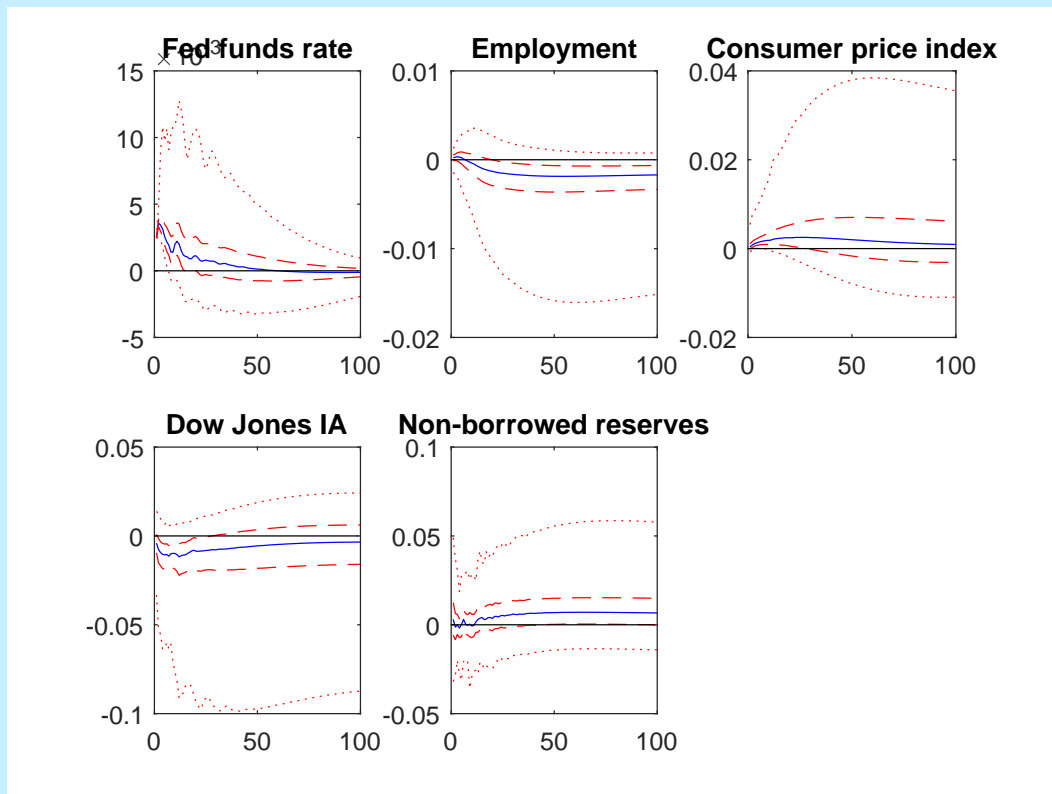 Fed funds rate
× 10⁻³
15
10
5
0
-5
0 50 100
Employment
0.01
0
-0.01
-0.02
0 50 100
Consumer price index
0.04
0.02
0
-0.02
0 50 100
Dow Jones IA
0.05
0
-0.05
-0.1
0 50 100
Non-borrowed reserves
0.1
0.05
0
-0.05
0 50 100